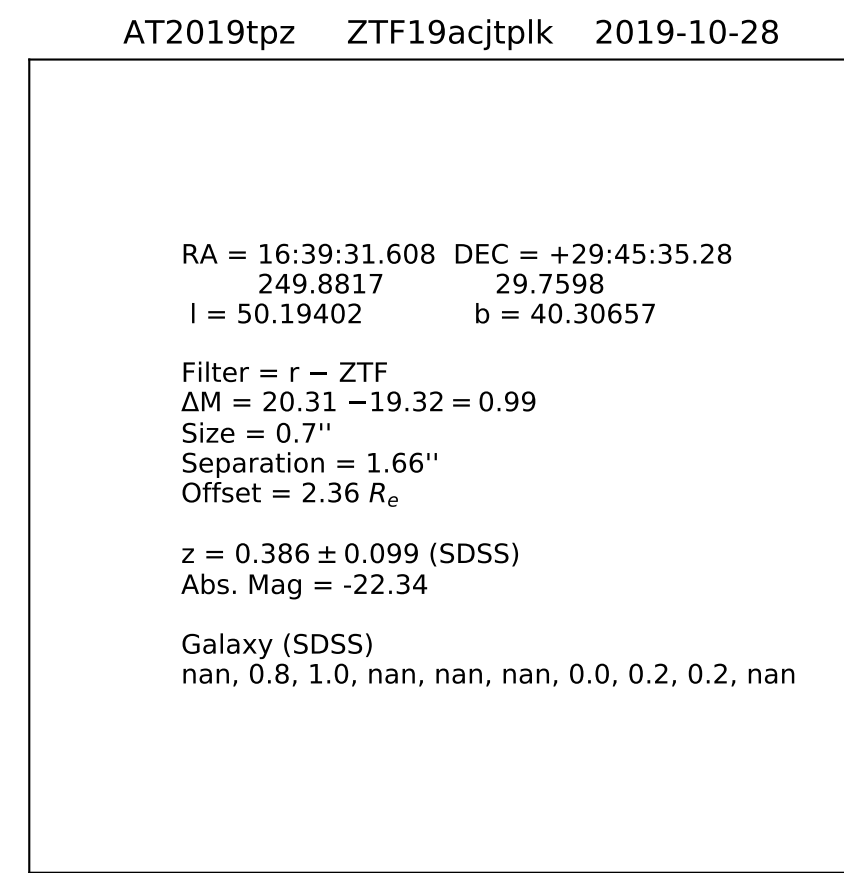 AT2019tpz ZTF19acjtplk 2019-10-28
RA = 16:39:31.608 DEC = +29:45:35.28
249.8817 29.7598
l = 50.19402 b = 40.30657
Filter = r − ZTF
ΔM = 20.31 −19.32 = 0.99
Size = 0.7''
Separation = 1.66''
Offset = 2.36 Rₑ
z = 0.386 ± 0.099 (SDSS)
Abs. Mag = -22.34
Galaxy (SDSS)
nan, 0.8, 1.0, nan, nan, nan, 0.0, 0.2, 0.2, nan